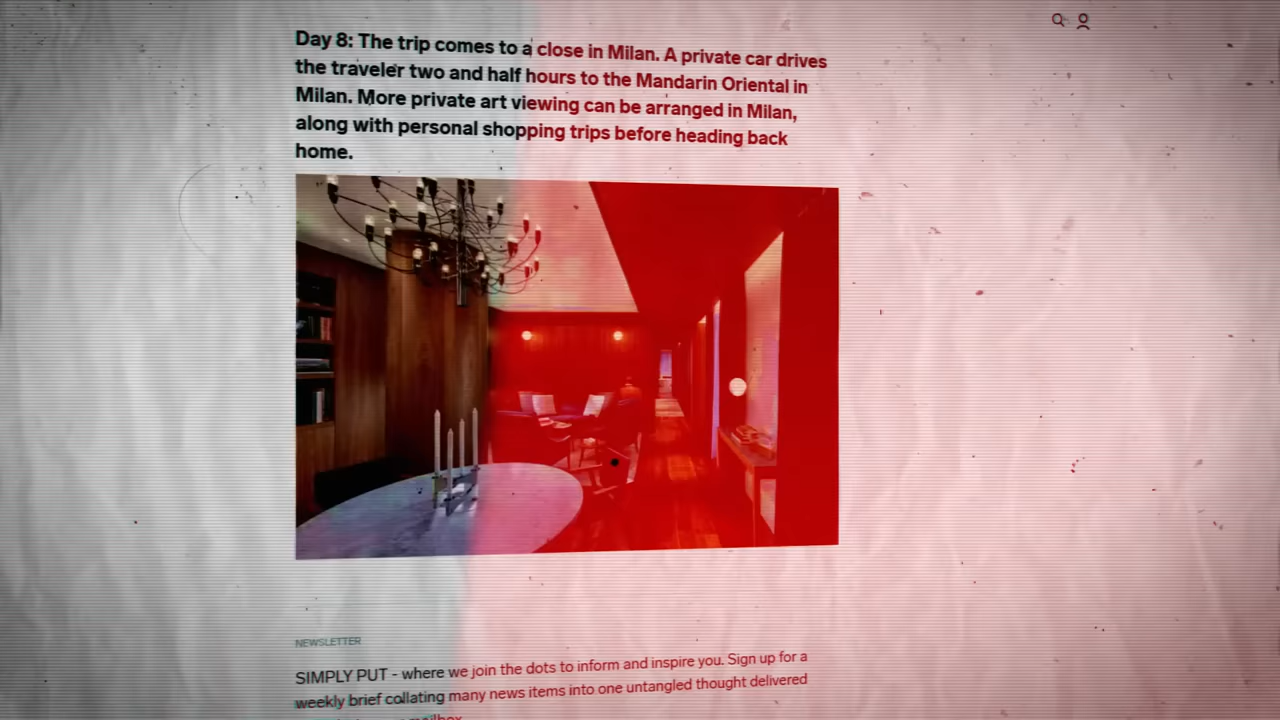 Day 8: The trip comes to a close in Milan. A private car drives
the traveler two and half hours to the Mandarin Oriental in
Milan. More private art viewing can be arranged in Milan,
along with personal shopping trips before heading back
home.
NEWSLETTER
SIMPLY PUT - where we join the dots to inform and inspire you. Sign up for a
weekly brief collating many news items into one untangled thought delivered